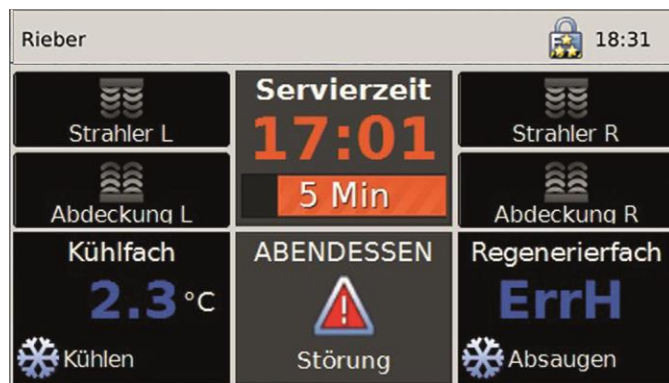 Rieber
18:31
Strahler L
Servierzeit
17:01
5 Min
Strahler R
Abdeckung L
Abdeckung R
Kühlfach
2.3 °C
Kühlen
ABENDESSEN
Störung
Regenerierfach
ErrH
Absaugen